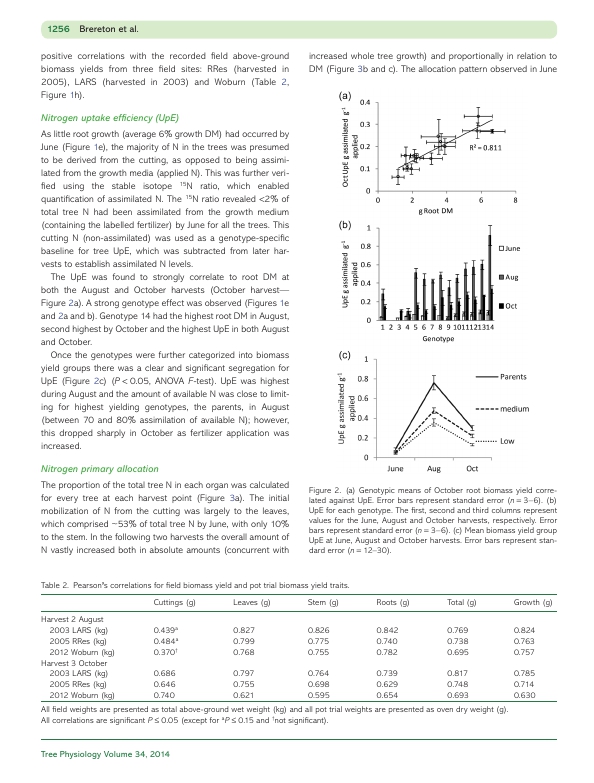 1256 Brereton et al.
positive correlations with the recorded field above-ground
biomass yields from three field sites: RRes (harvested in
2005), LARS (harvested in 2003) and Woburn (Table 2,
Figure 1h).
Nitrogen uptake efficiency (UpE)
As little root growth (average 6% growth DM) had occurred by
June (Figure 1e), the majority of N in the trees was presumed
to be derived from the cutting, as opposed to being assimi-
lated from the growth media (applied N). This was further veri-
fied using the stable isotope ¹⁵N ratio, which enabled
quantification of assimilated N. The ¹⁵N ratio revealed <2% of
total tree N had been assimilated from the growth medium
(containing the labelled fertilizer) by June for all the trees. This
cutting N (non-assimilated) was used as a genotype-specific
baseline for tree UpE, which was subtracted from later har-
vests to establish assimilated N levels.
The UpE was found to strongly correlate to root DM at
both the August and October harvests (October harvest—
Figure 2a). A strong genotype effect was observed (Figures 1e
and 2a and b). Genotype 14 had the highest root DM in August,
second highest by October and the highest UpE in both August
and October.
Once the genotypes were further categorized into biomass
yield groups there was a clear and significant segregation for
UpE (Figure 2c) (P < 0.05, ANOVA F-test). UpE was highest
during August and the amount of available N was close to limit-
ing for highest yielding genotypes, the parents, in August
(between 70 and 80% assimilation of available N); however,
this dropped sharply in October as fertilizer application was
increased.
Nitrogen primary allocation
The proportion of the total tree N in each organ was calculated
for every tree at each harvest point (Figure 3a). The initial
mobilization of N from the cutting was largely to the leaves,
which comprised ~53% of total tree N by June, with only 10%
to the stem. In the following two harvests the overall amount of
N vastly increased both in absolute amounts (concurrent with
increased whole tree growth) and proportionally in relation to
DM (Figure 3b and c). The allocation pattern observed in June
(a)
Oct UpE g assimilated g⁻¹
applied
0.4
0.3
0.2
0.1
0
R² = 0.811
0 2 4 6 8
g Root DM
(b)
UpE g assimilated g⁻¹
applied
1
0.8
0.6
0.4
0.2
0
June
Aug
Oct
1 2 3 4 5 6 7 8 9 10 11 12 13 14
Genotype
(c)
UpE g assimilated g⁻¹
applied
1
0.8
0.6
0.4
0.2
0
Parents
medium
Low
June Aug Oct
Figure 2. (a) Genotypic means of October root biomass yield corre-
lated against UpE. Error bars represent standard error (n = 3–6). (b)
UpE for each genotype. The first, second and third columns represent
values for the June, August and October harvests, respectively. Error
bars represent standard error (n = 3–6). (c) Mean biomass yield group
UpE at June, August and October harvests. Error bars represent stan-
dard error (n = 12–30).
Table 2. Pearson's correlations for field biomass yield and pot trial biomass yield traits.
Cuttings (g) Leaves (g) Stem (g) Roots (g) Total (g) Growth (g)
Harvest 2 August
2003 LARS (kg) 0.439ᵃ 0.827 0.826 0.842 0.769 0.824
2005 RRes (kg) 0.484ᵃ 0.799 0.775 0.740 0.738 0.763
2012 Woburn (kg) 0.370† 0.768 0.755 0.782 0.695 0.757
Harvest 3 October
2003 LARS (kg) 0.686 0.797 0.764 0.739 0.817 0.785
2005 RRes (kg) 0.646 0.755 0.698 0.629 0.748 0.714
2012 Woburn (kg) 0.740 0.621 0.595 0.654 0.693 0.630
All field weights are presented as total above-ground wet weight (kg) and all pot trial weights are presented as oven dry weight (g).
All correlations are significant P ≤ 0.05 (except for ᵃP ≤ 0.15 and †not significant).
Tree Physiology Volume 34, 2014